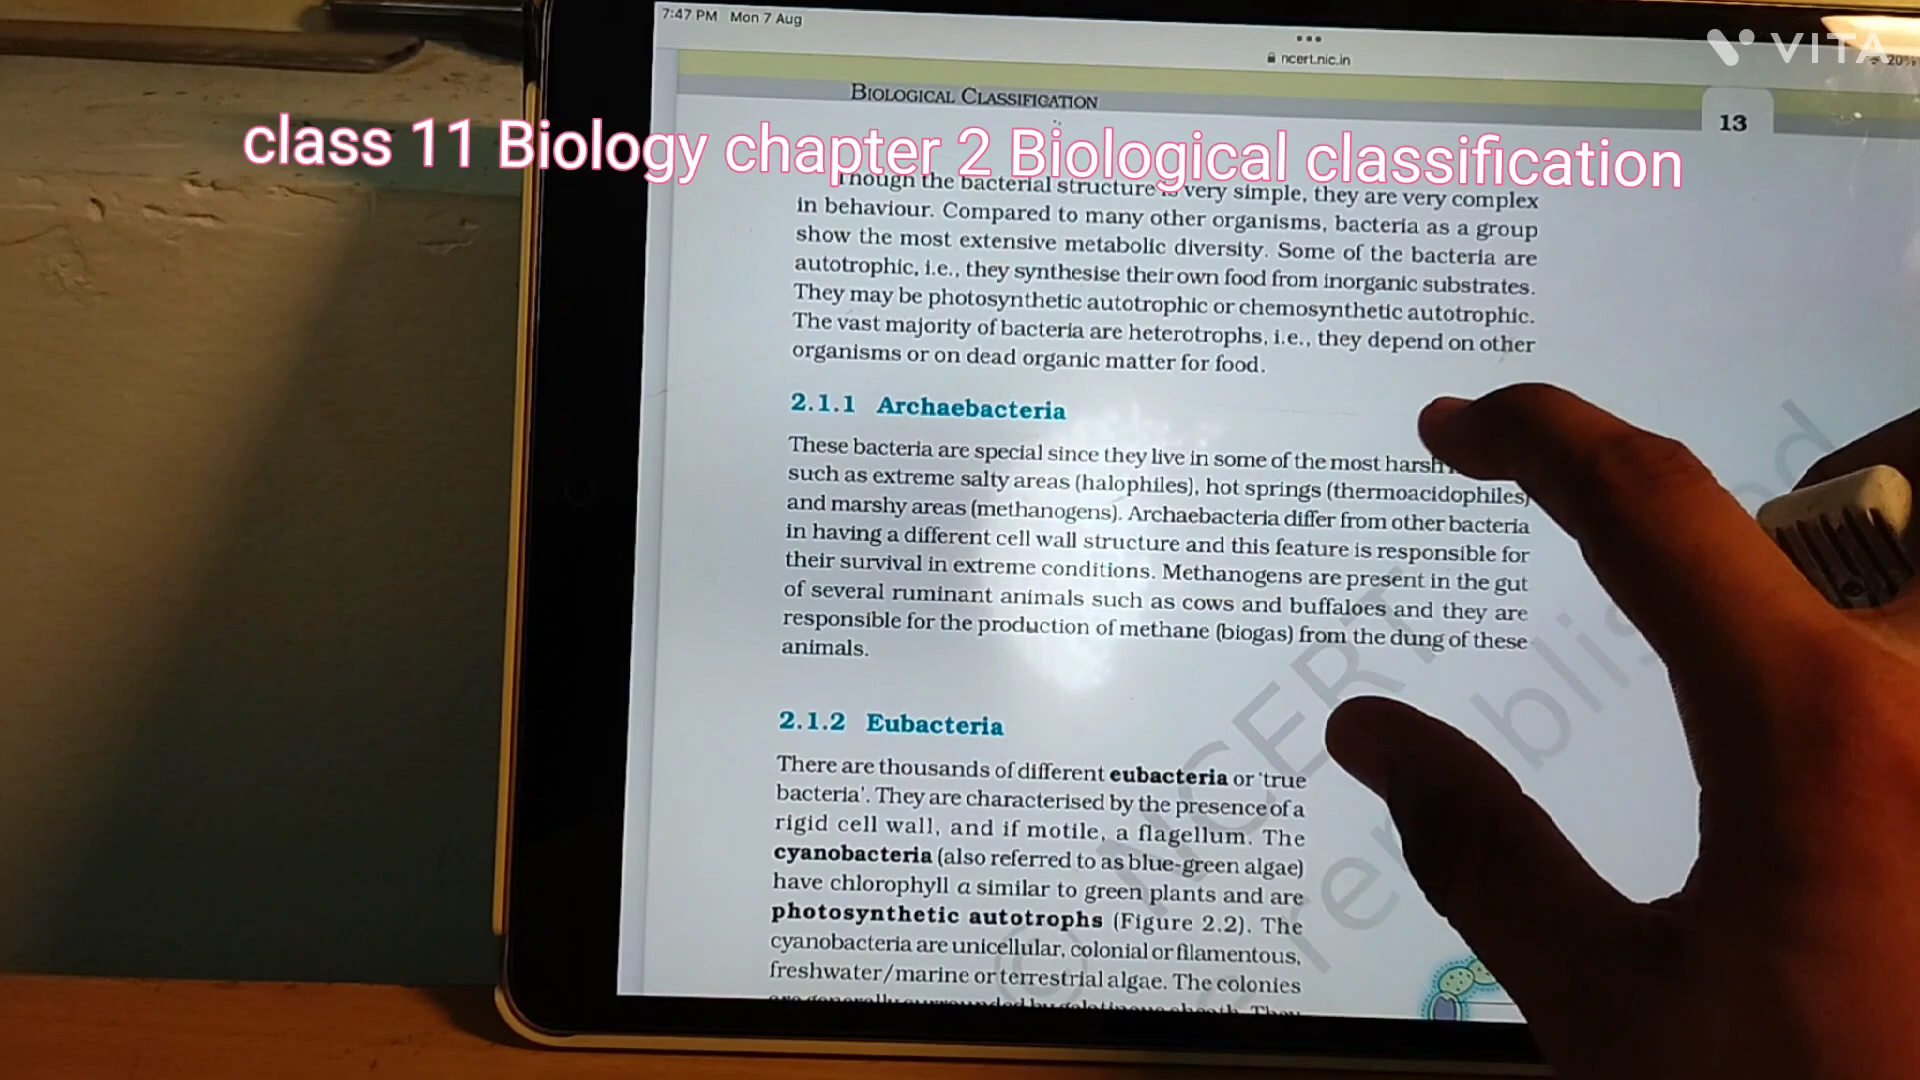 7:47 PM Mon 7 Aug
ncert.nic.in
VITA
20%
BIOLOGICAL CLASSIFICATION
13
class 11 Biology chapter 2 Biological classification
Though the bacterial structure is very simple, they are very complex
in behaviour. Compared to many other organisms, bacteria as a group
show the most extensive metabolic diversity. Some of the bacteria are
autotrophic, i.e., they synthesise their own food from inorganic substrates.
They may be photosynthetic autotrophic or chemosynthetic autotrophic.
The vast majority of bacteria are heterotrophs, i.e., they depend on other
organisms or on dead organic matter for food.
2.1.1 Archaebacteria
These bacteria are special since they live in some of the most harsh
such as extreme salty areas (halophiles), hot springs (thermoacidophiles)
and marshy areas (methanogens). Archaebacteria differ from other bacteria
in having a different cell wall structure and this feature is responsible for
their survival in extreme conditions. Methanogens are present in the gut
of several ruminant animals such as cows and buffaloes and they are
responsible for the production of methane (biogas) from the dung of these
animals.
2.1.2 Eubacteria
There are thousands of different eubacteria or 'true
bacteria'. They are characterised by the presence of a
rigid cell wall, and if motile, a flagellum. The
cyanobacteria (also referred to as blue-green algae)
have chlorophyll a similar to green plants and are
photosynthetic autotrophs (Figure 2.2). The
cyanobacteria are unicellular, colonial or filamentous,
freshwater/marine or terrestrial algae. The colonies
are generally surrounded by gelatinous sheath. They
© NCERT